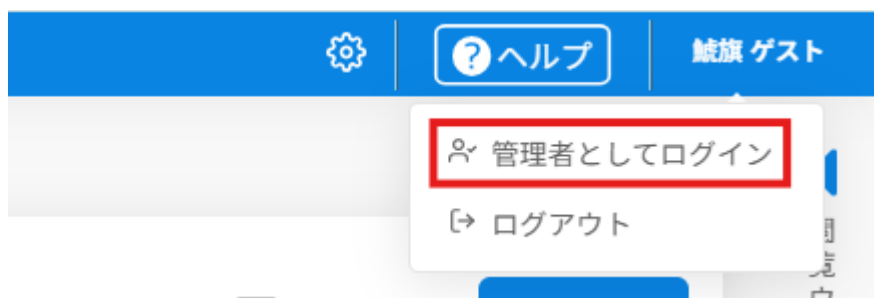 ヘルプ
鯱旗 ゲスト
管理者としてログイン
ログアウト
覧